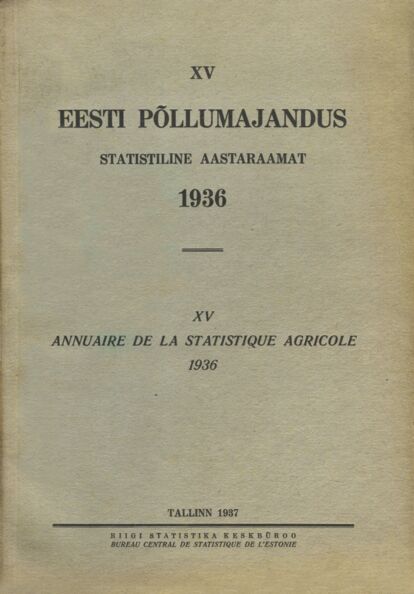 XV
EESTI PÕLLUMAJANDUS
STATISTILINE AASTARAAMAT
1936
XV
ANNUAIRE DE LA STATISTIQUE AGRICOLE
1936
TALLINN 1937
RIIGI STATISTIKA KESKBÜROO
BUREAU CENTRAL DE STATISTIQUE DE L'ESTONIE